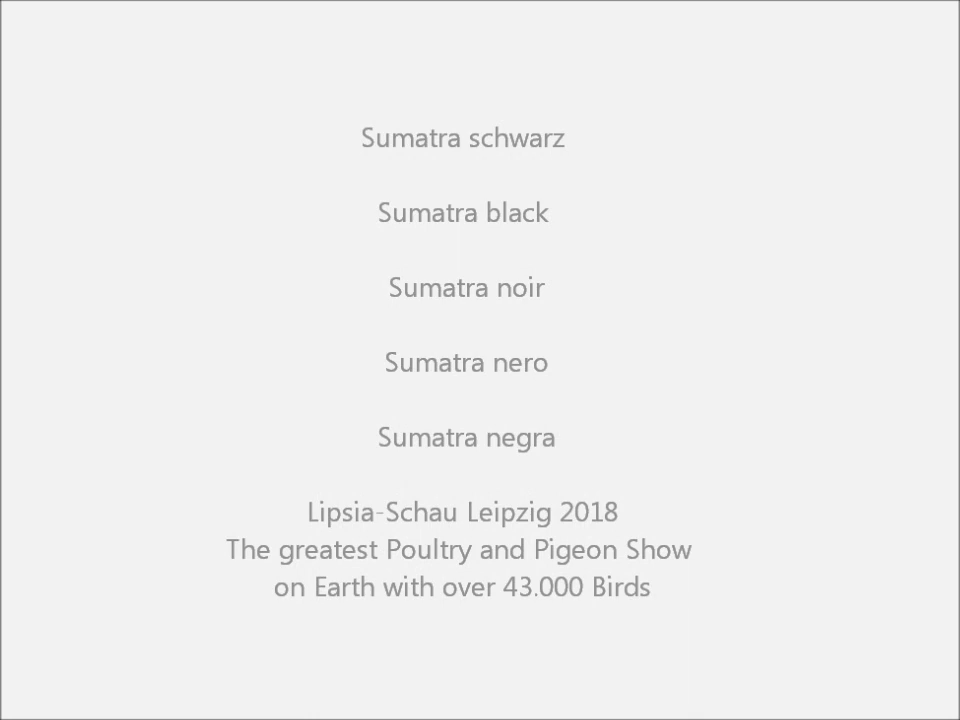 Sumatra schwarz
Sumatra black
Sumatra noir
Sumatra nero
Sumatra negra
Lipsia-Schau Leipzig 2018
The greatest Poultry and Pigeon Show
on Earth with over 43.000 Birds